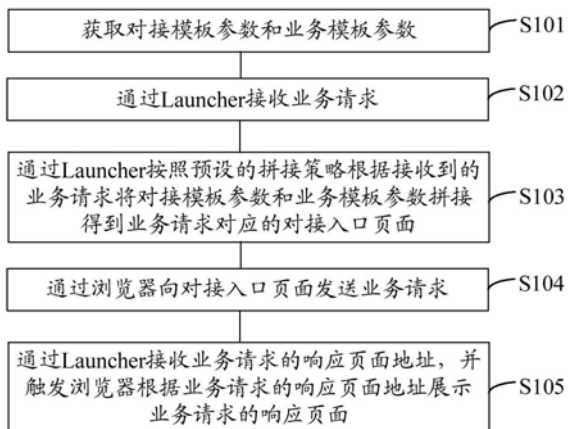 获取对接模板参数和业务模板参数
S101
通过Launcher接收业务请求
S102
通过Launcher按照预设的拼接策略根据接收到的
业务请求将对接模板参数和业务模板参数拼接
得到业务请求对应的对接入口页面
S103
通过浏览器向对接入口页面发送业务请求
S104
通过Launcher接收业务请求的响应页面地址，并
触发浏览器根据业务请求的响应页面地址展示
业务请求的响应页面
S105